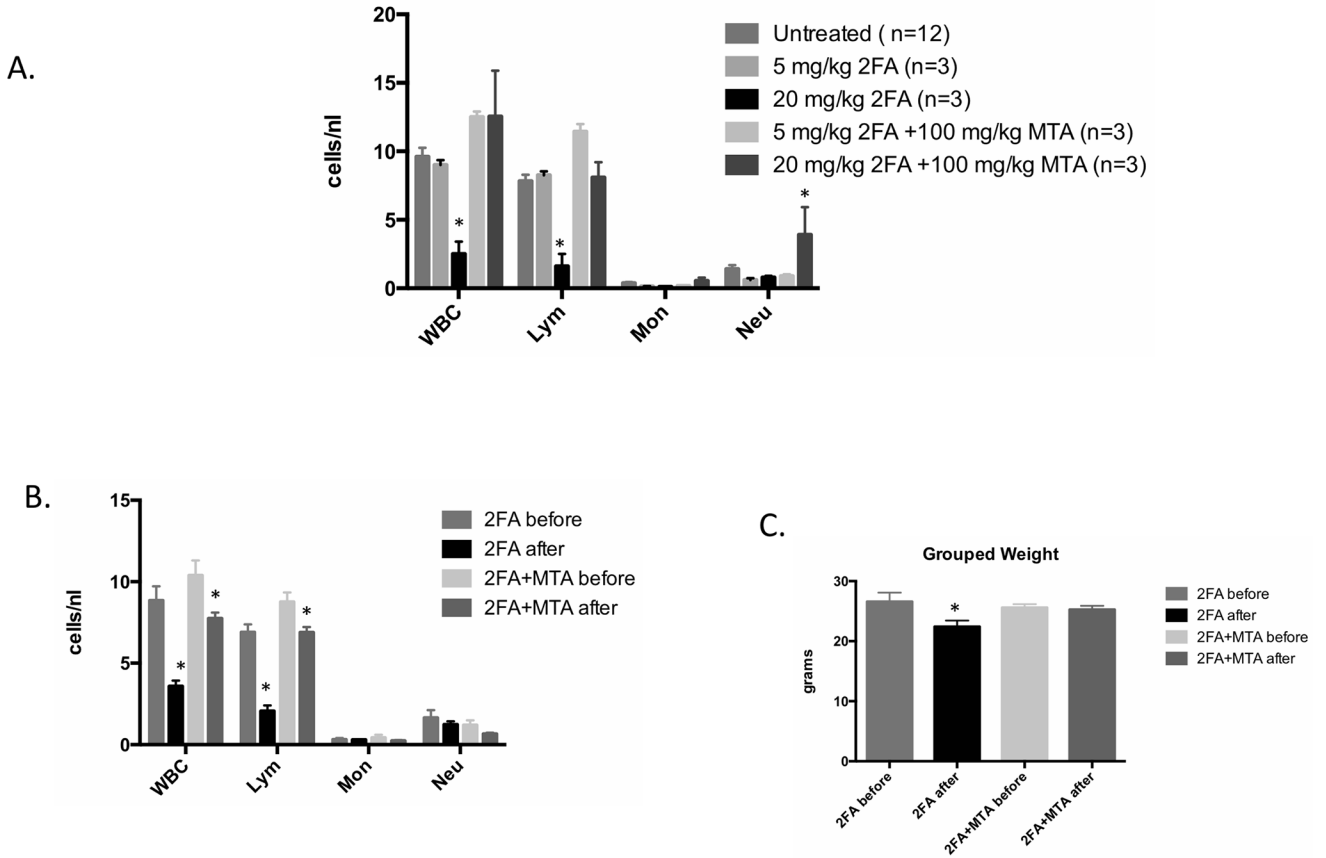 A.
20
15
10
5
0
cells/nl
*
*
*
WBC
Lym
Mon
Neu
Untreated ( n=12)
5 mg/kg 2FA (n=3)
20 mg/kg 2FA (n=3)
5 mg/kg 2FA +100 mg/kg MTA (n=3)
20 mg/kg 2FA +100 mg/kg MTA (n=3)
B.
15
10
5
0
cells/nl
*
*
*
*
WBC
Lym
Mon
Neu
2FA before
2FA after
2FA+MTA before
2FA+MTA after
C.
Grouped Weight
30
20
10
0
grams
*
2FA before
2FA after
2FA+MTA before
2FA+MTA after
2FA before
2FA after
2FA+MTA before
2FA+MTA after